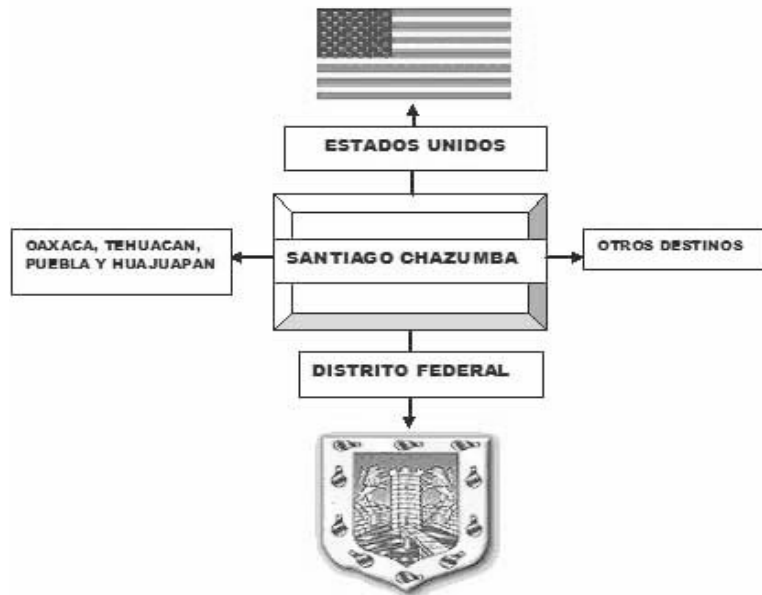 ESTADOS UNIDOS
OAXACA, TEHUACAN,
PUEBLA Y HUAJUAPAN
SANTIAGO CHAZUMBA
OTROS DESTINOS
DISTRITO FEDERAL